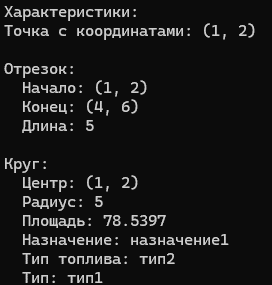 Характеристики:
Точка с координатами: (1, 2)
Отрезок:
Начало: (1, 2)
Конец: (4, 6)
Длина: 5
Круг:
Центр: (1, 2)
Радиус: 5
Площадь: 78.5397
Назначение: назначение1
Тип топлива: тип2
Тип: тип1